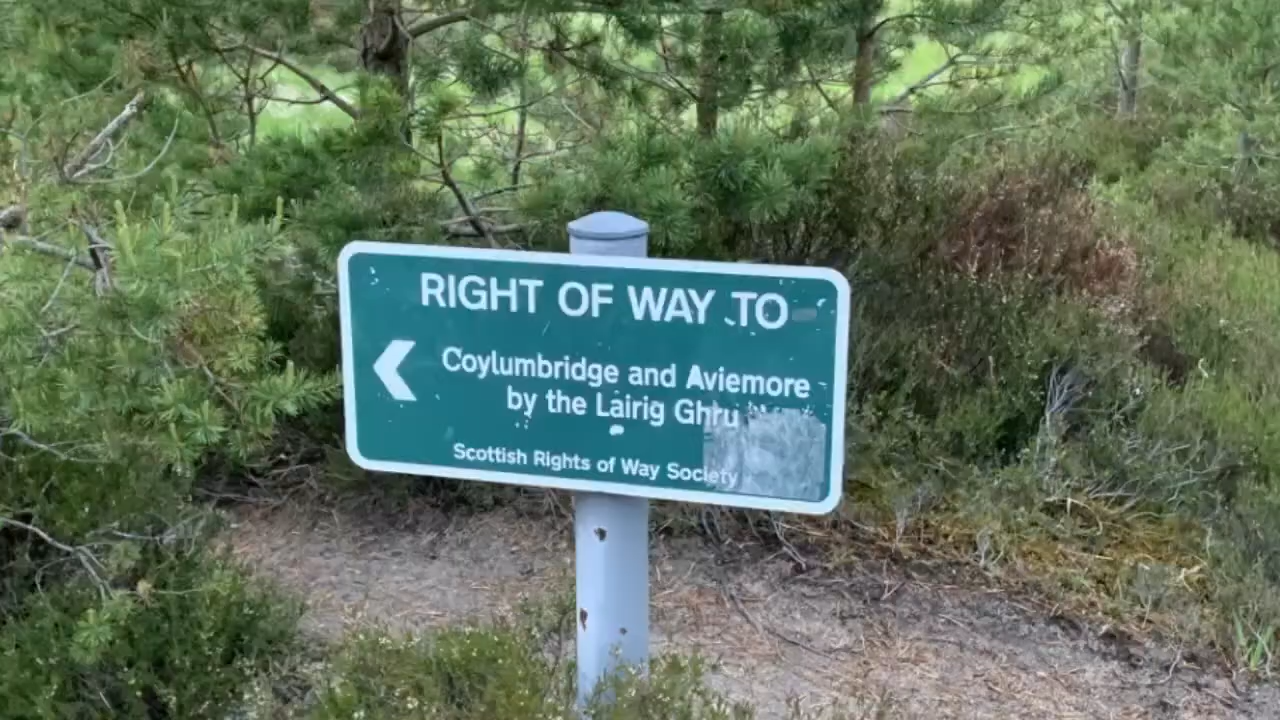 RIGHT OF WAY TO
Coylumbridge and Aviemore
by the Lairig Ghru
Scottish Rights of Way Society